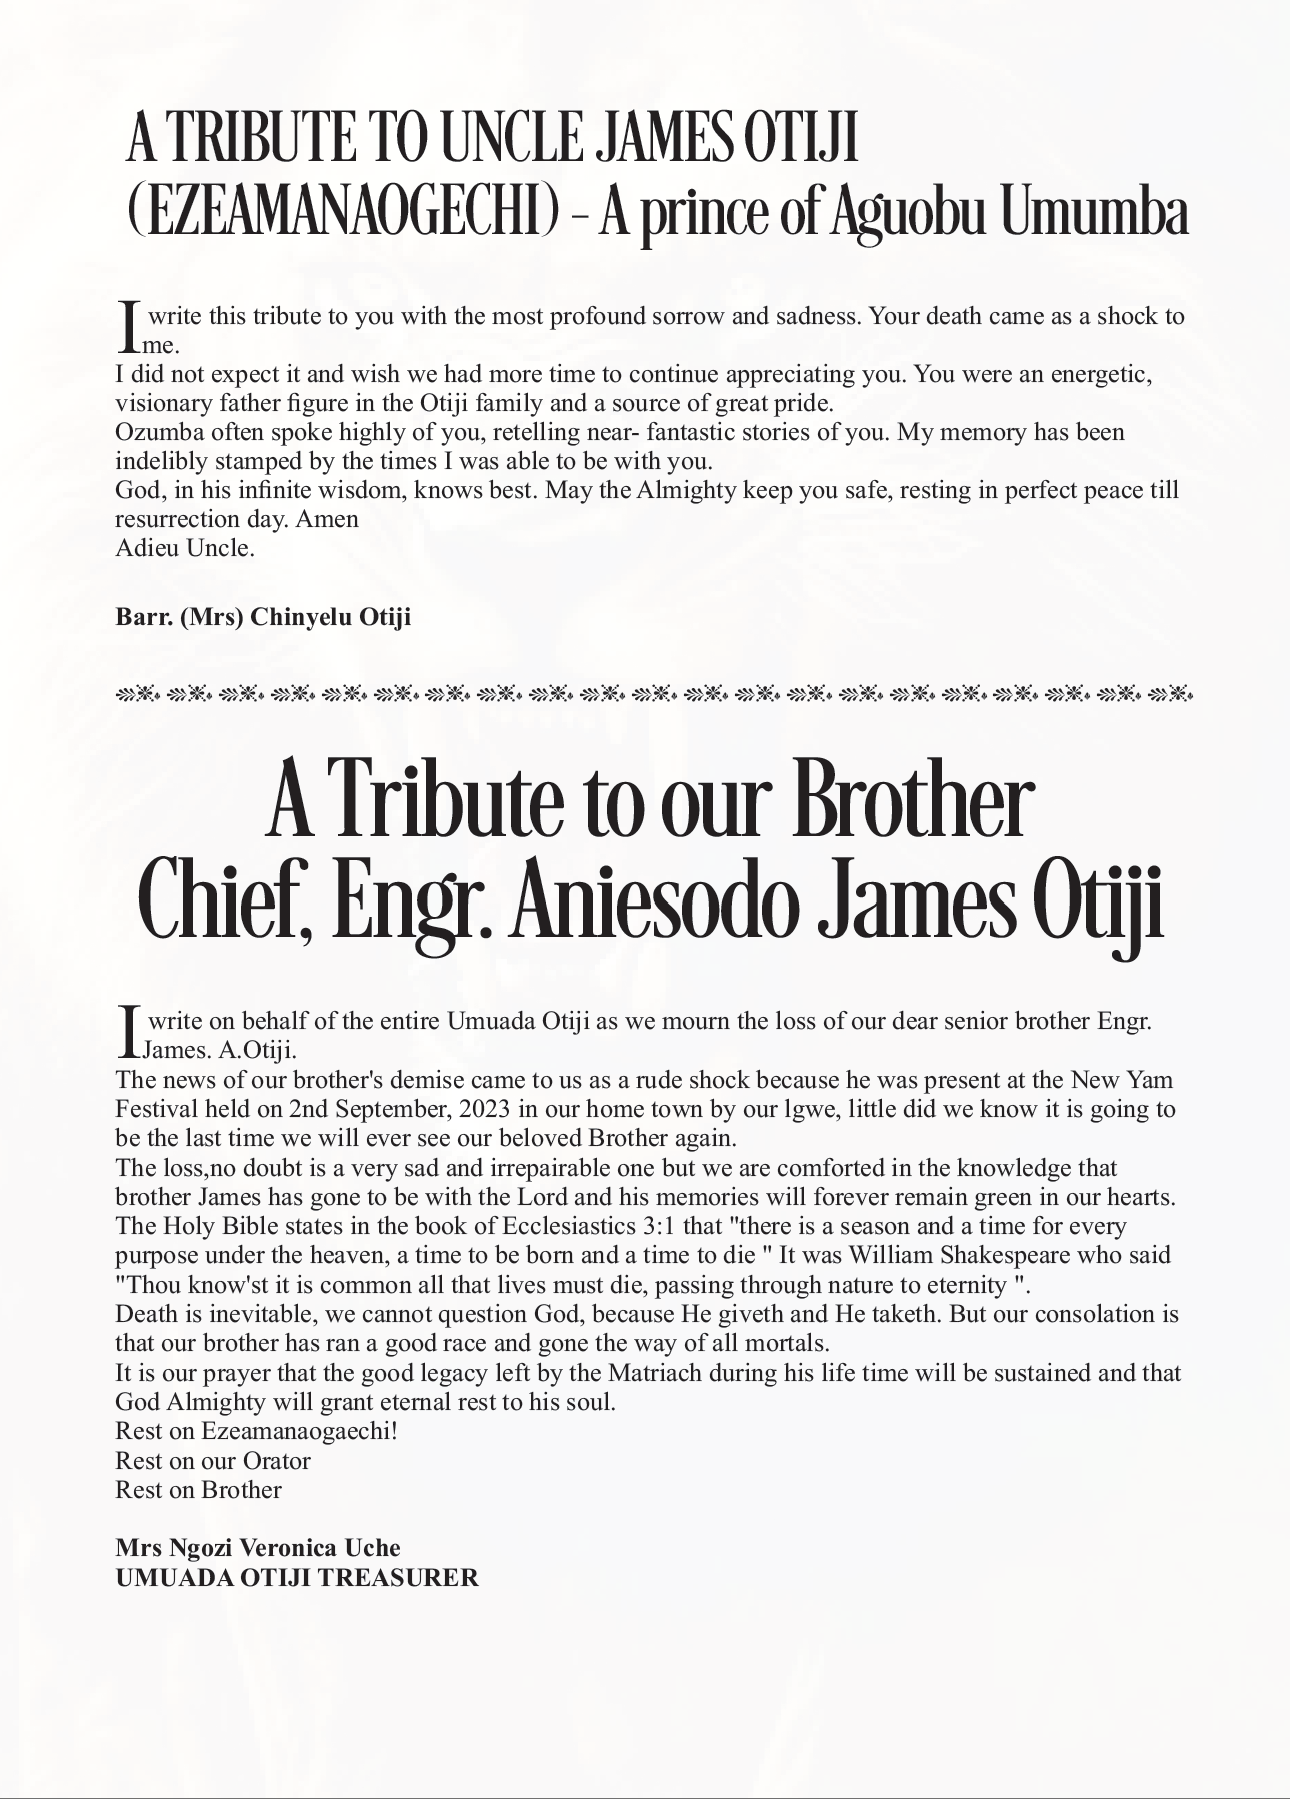 A TRIBUTE TO UNCLE JAMES OTIJI
(EZEAMANAOGECHI) – A prince of Aguobu Umumba
I write this tribute to you with the most profound sorrow and sadness. Your death came as a shock to
me.
I did not expect it and wish we had more time to continue appreciating you. You were an energetic,
visionary father figure in the Otiji family and a source of great pride.
Ozumba often spoke highly of you, retelling near- fantastic stories of you. My memory has been
indelibly stamped by the times I was able to be with you.
God, in his infinite wisdom, knows best. May the Almighty keep you safe, resting in perfect peace till
resurrection day. Amen
Adieu Uncle.
Barr. (Mrs) Chinyelu Otiji
A Tribute to our Brother
Chief, Engr. Aniesodo James Otiji
I write on behalf of the entire Umuada Otiji as we mourn the loss of our dear senior brother Engr.
James. A.Otiji.
The news of our brother's demise came to us as a rude shock because he was present at the New Yam
Festival held on 2nd September, 2023 in our home town by our lgwe, little did we know it is going to
be the last time we will ever see our beloved Brother again.
The loss,no doubt is a very sad and irrepairable one but we are comforted in the knowledge that
brother James has gone to be with the Lord and his memories will forever remain green in our hearts.
The Holy Bible states in the book of Ecclesiastics 3:1 that "there is a season and a time for every
purpose under the heaven, a time to be born and a time to die " It was William Shakespeare who said
"Thou know'st it is common all that lives must die, passing through nature to eternity ".
Death is inevitable, we cannot question God, because He giveth and He taketh. But our consolation is
that our brother has ran a good race and gone the way of all mortals.
It is our prayer that the good legacy left by the Matriach during his life time will be sustained and that
God Almighty will grant eternal rest to his soul.
Rest on Ezeamanaogaechi!
Rest on our Orator
Rest on Brother
Mrs Ngozi Veronica Uche
UMUADA OTIJI TREASURER